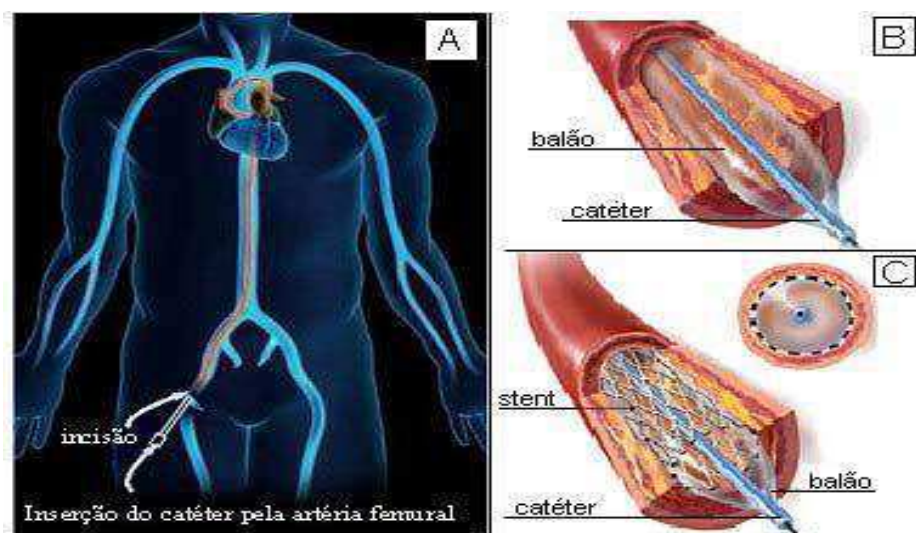 A
incisão
Inserção do catéter pela artéria femural
B
balão
catéter
C
stent
balão
catéter